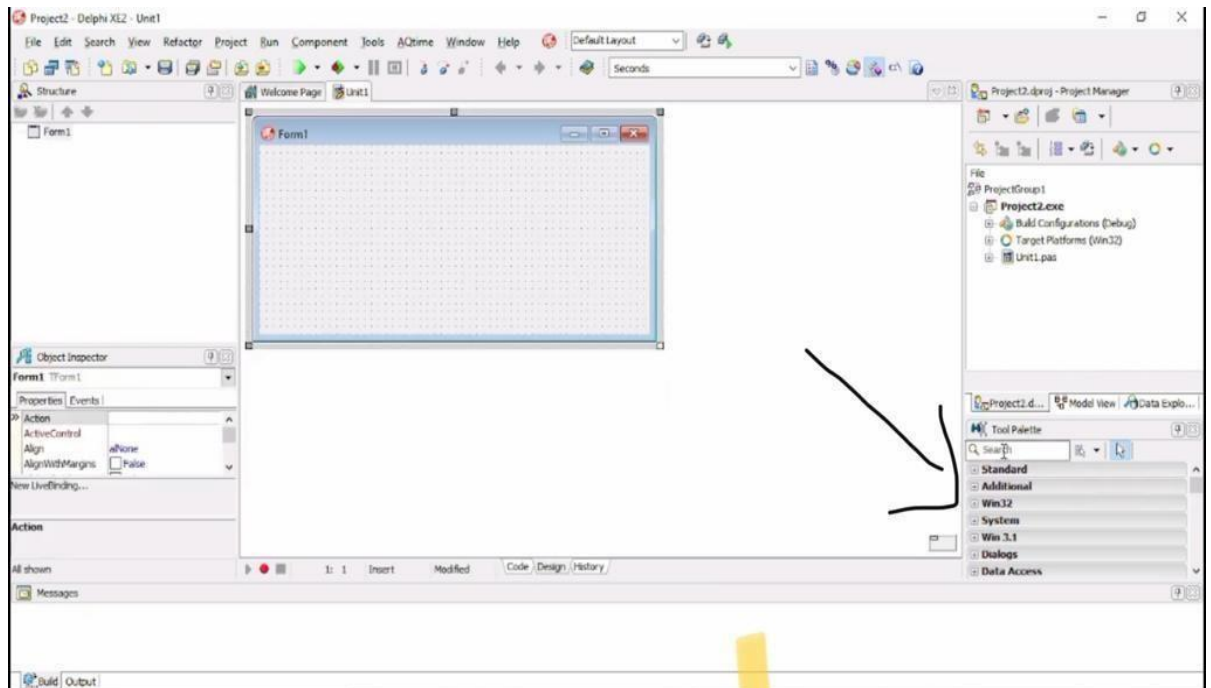 Project2 - Delphi XE2 - Unit1
File Edit Search View Refactor Project Run Component Tools AQtime Window Help Default Layout
Seconds
Structure
Form1
Welcome Page Unit1
Form1
Project2.dproj - Project Manager
File
ProjectGroup1
Project2.exe
Build Configurations (Debug)
Target Platforms (Win32)
Unit1.pas
Object Inspector
Form1 TForm1
Properties Events
Action
ActiveControl
Align alNone
AlignWithMargins False
New LiveBinding...
Action
All shown
1: 1 Insert Modified Code Design History
Project2.d... Model View Data Explo...
Tool Palette
Search
Standard
Additional
Win32
System
Win 3.1
Dialogs
Data Access
Messages
Build Output